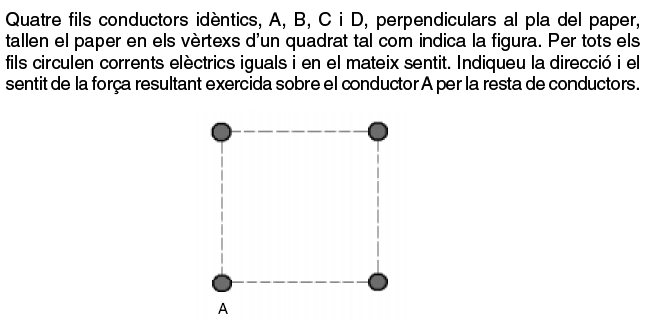 Quatre fils conductors idèntics, A, B, C i D, perpendiculars al pla del paper,
tallen el paper en els vèrtexs d'un quadrat tal com indica la figura. Per tots els
fils circulen corrents elèctrics iguals i en el mateix sentit. Indiqueu la direcció i el
sentit de la força resultant exercida sobre el conductor A per la resta de conductors.
A